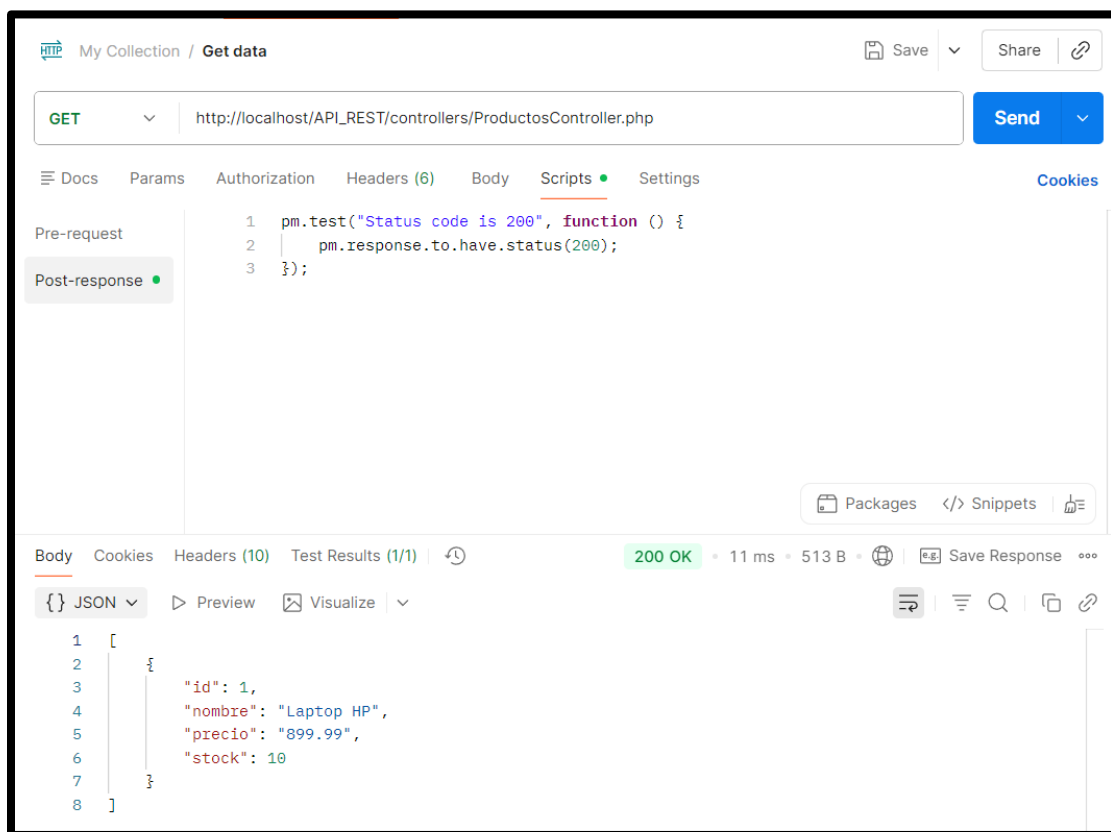 HTTP My Collection / Get data Save Share
GET http://localhost/API_REST/controllers/ProductosController.php Send
Docs Params Authorization Headers (6) Body Scripts Settings Cookies
Pre-request
Post-response
1 pm.test("Status code is 200", function () {
2 pm.response.to.have.status(200);
3 });
Packages </> Snippets
Body Cookies Headers (10) Test Results (1/1) 200 OK 11 ms 513 B e.g. Save Response
{} JSON Preview Visualize
1 [
2 {
3 "id": 1,
4 "nombre": "Laptop HP",
5 "precio": "899.99",
6 "stock": 10
7 }
8 ]